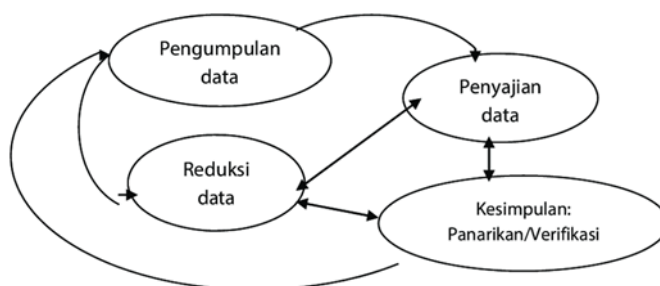 Pengumpulan
data
Penyajian
data
Reduksi
data
Kesimpulan:
Panarikan/Verifikasi